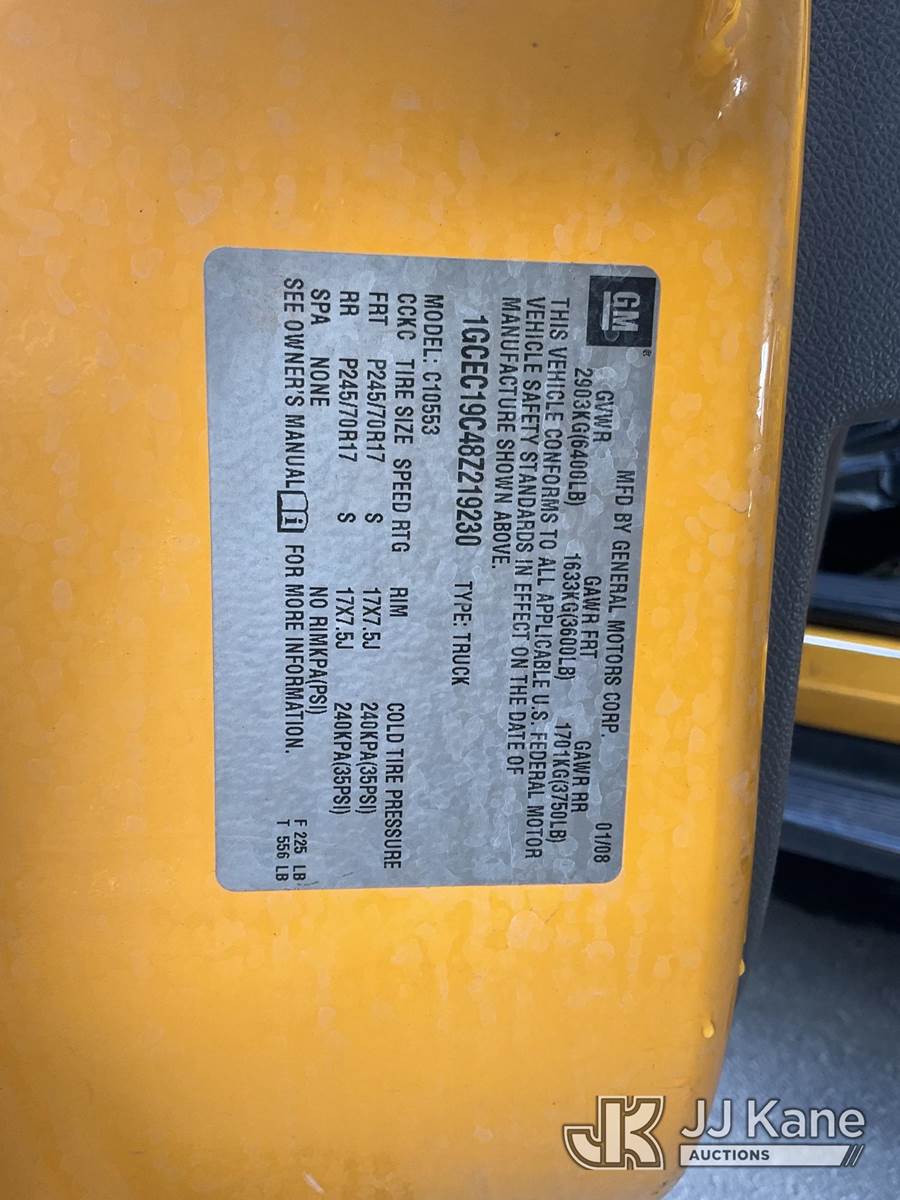 GM
MFD BY GENERAL MOTORS CORP. 01/08
GVWR GAWR FRT GAWR RR
2903KG(6400LB) 1633KG(3600LB) 1701KG(3750LB)
THIS VEHICLE CONFORMS TO ALL APPLICABLE U.S. FEDERAL MOTOR
VEHICLE SAFETY STANDARDS IN EFFECT ON THE DATE OF
MANUFACTURE SHOWN ABOVE.
1GCEC19C48Z219230 TYPE: TRUCK
MODEL: C10553
CCKC TIRE SIZE SPEED RTG RIM COLD TIRE PRESSURE
FRT P245/70R17 S 17X7.5J 240KPA(35PSI)
RR P245/70R17 S 17X7.5J 240KPA(35PSI)
SPA NONE NO RIMKPA(PSI)
SEE OWNER'S MANUAL FOR MORE INFORMATION.
F 225 LB
T 556 LB
JK JJ Kane
AUCTIONS